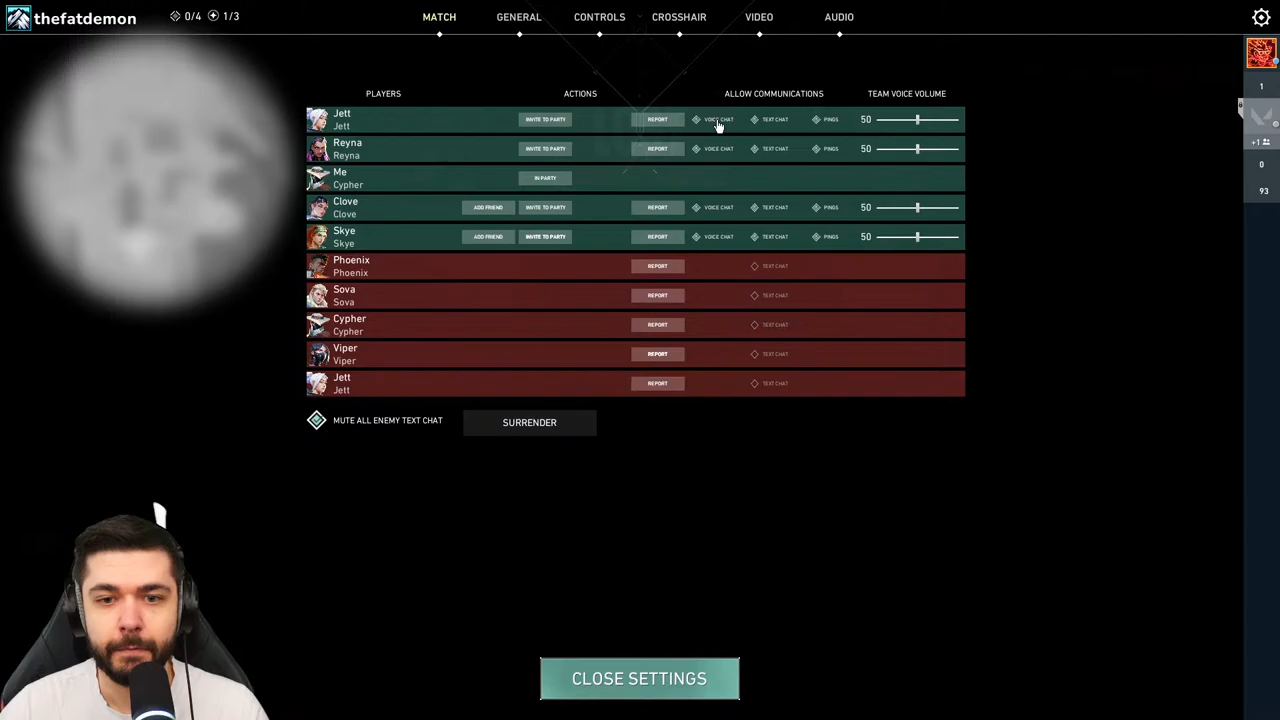 thefatdemon 0/4 1/3 MATCH GENERAL CONTROLS CROSSHAIR VIDEO AUDIO
PLAYERS ACTIONS ALLOW COMMUNICATIONS TEAM VOICE VOLUME
1
Jett
Jett
INVITE TO PARTY REPORT VOICE CHAT TEXT CHAT PINGS 50
+1
Reyna
Reyna
INVITE TO PARTY REPORT VOICE CHAT TEXT CHAT PINGS 50
0
Me
Cypher
IN PARTY
93
Clove
Clove
ADD FRIEND INVITE TO PARTY REPORT VOICE CHAT TEXT CHAT PINGS 50
Skye
Skye
ADD FRIEND INVITE TO PARTY REPORT VOICE CHAT TEXT CHAT PINGS 50
Phoenix
Phoenix
REPORT TEXT CHAT
Sova
Sova
REPORT TEXT CHAT
Cypher
Cypher
REPORT TEXT CHAT
Viper
Viper
REPORT TEXT CHAT
Jett
Jett
REPORT TEXT CHAT
MUTE ALL ENEMY TEXT CHAT SURRENDER
CLOSE SETTINGS